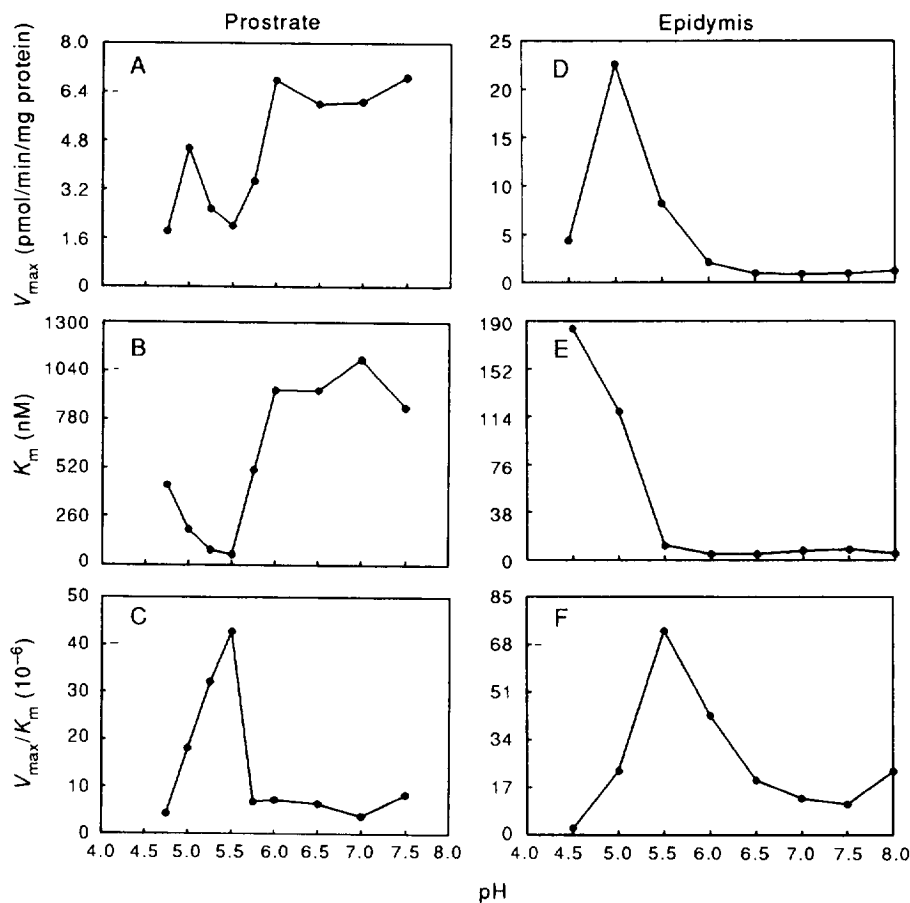 Prostrate
Epidymis
V_max (pmol/min/mg protein)
A
8.0
6.4
4.8
3.2
1.6
0
D
25
20
15
10
5
0
K_m (nM)
B
1300
1040
780
520
260
0
E
190
152
114
76
38
0
V_max/K_m (10⁻⁶)
C
50
40
30
20
10
0
F
85
68
51
34
17
0
4.0 4.5 5.0 5.5 6.0 6.5 7.0 7.5 8.0
4.0 4.5 5.0 5.5 6.0 6.5 7.0 7.5 8.0
pH